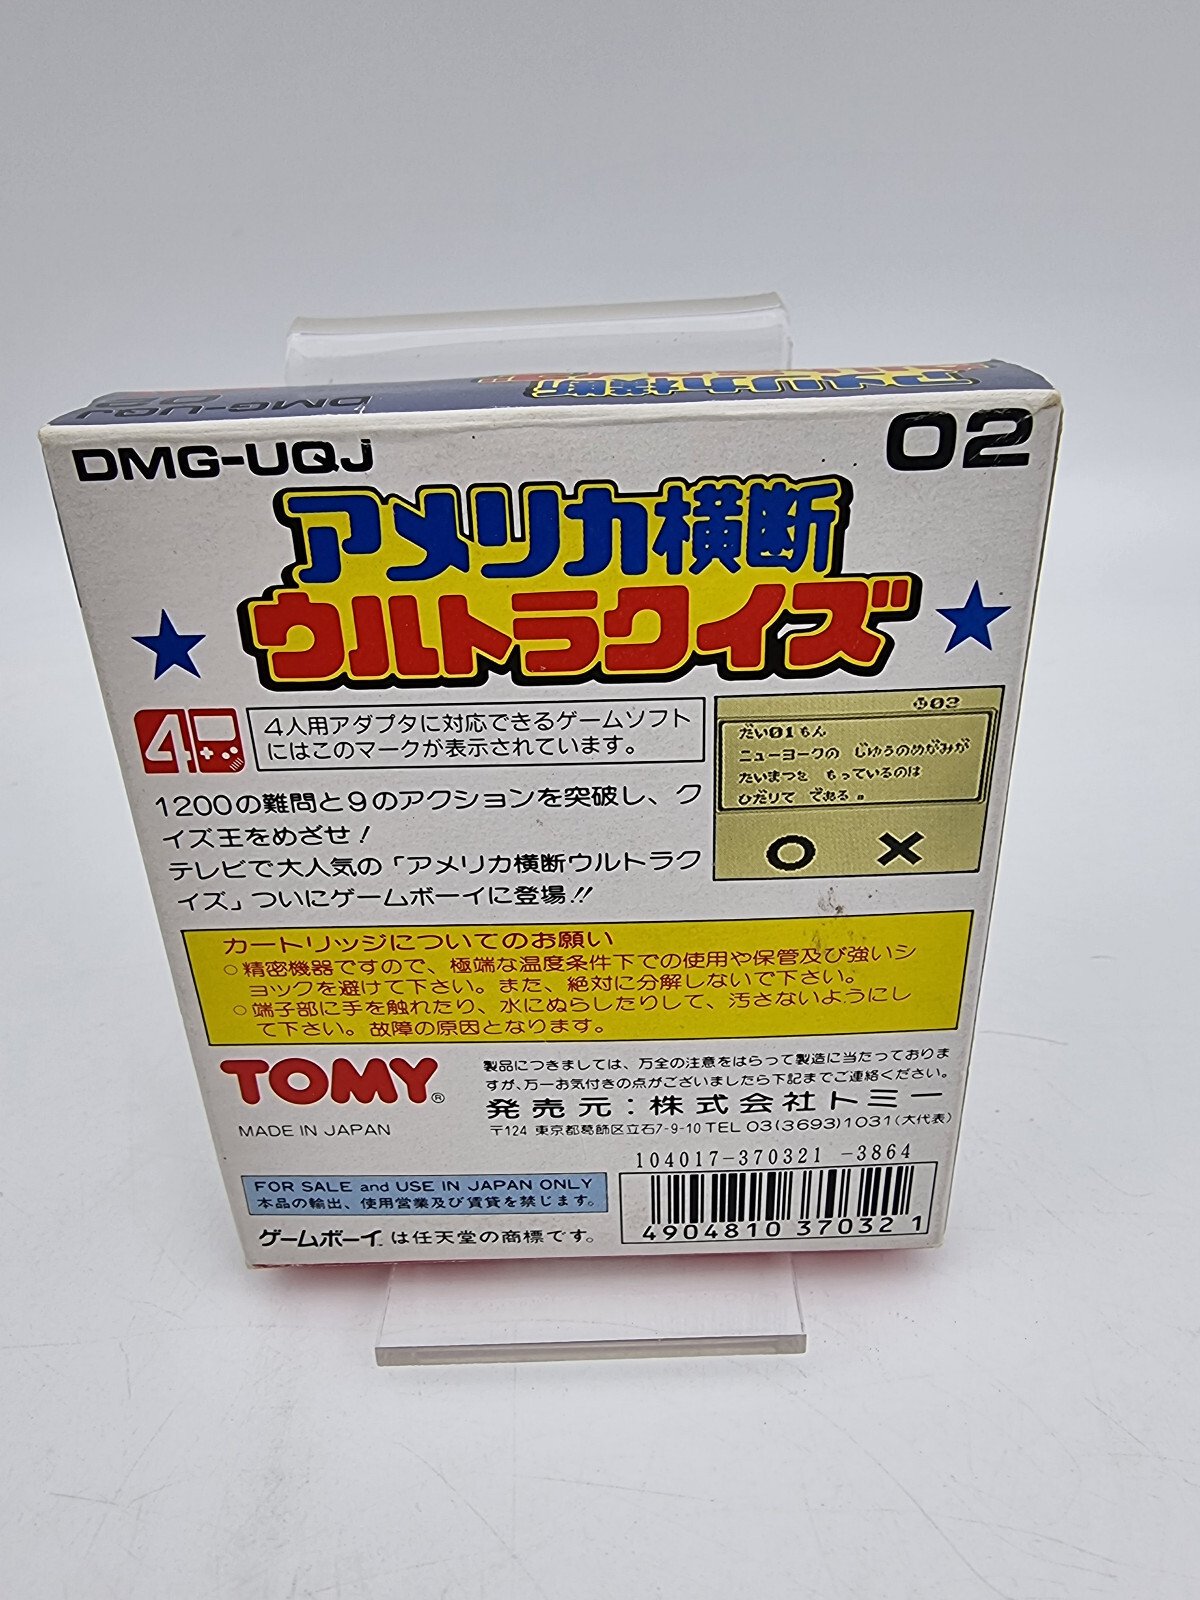 アメリカ横断
DMG-UQJ
02
DMG-UQJ
02
アメリカ横断
ウルトラクイズ
4
4人用アダプタに対応できるゲームソフト
にはこのマークが表示されています。
02
だい01もん
ニューヨークの じゆうのめがみが
たいまつを もっているのは
ひだりて である。
○ ×
1200の難問と9のアクションを突破し、ク
イズ王をめざせ!
テレビで大人気の「アメリカ横断ウルトラク
イズ」ついにゲームボーイに登場!!
カートリッジについてのお願い
○精密機器ですので、極端な温度条件下での使用や保管及び強いシ
ョックを避けて下さい。また、絶対に分解しないで下さい。
○端子部に手を触れたり、水にぬらしたりして、汚さないようにし
て下さい。故障の原因となります。
TOMY®
MADE IN JAPAN
製品につきましては、万全の注意をはらって製造に当たっておりま
すが、万一お気付きの点がございましたら下記までご連絡ください。
発売元:株式会社トミー
〒124 東京都葛飾区立石7-9-10 TEL 03(3693)1031(大代表)
104017-370321 -3864
FOR SALE and USE IN JAPAN ONLY
本品の輸出、使用営業及び賃貸を禁じます。
ゲームボーイは任天堂の商標です。
4904810 370321